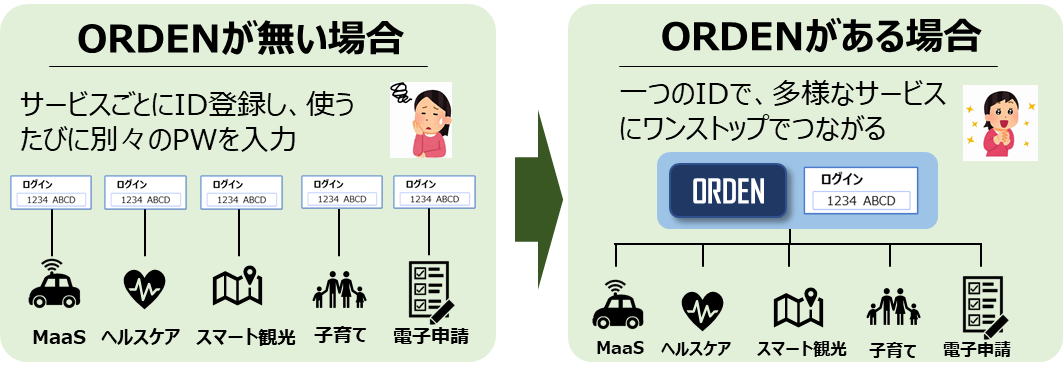 ORDENが無い場合
サービスごとにID登録し、使う
たびに別々のPWを入力
ログイン
1234 ABCD
ログイン
1234 ABCD
ログイン
1234 ABCD
ログイン
1234 ABCD
ログイン
1234 ABCD
MaaS
ヘルスケア
スマート観光
子育て
電子申請
ORDENがある場合
一つのIDで、多様なサービス
にワンストップでつながる
ORDEN
ログイン
1234 ABCD
MaaS
ヘルスケア
スマート観光
子育て
電子申請